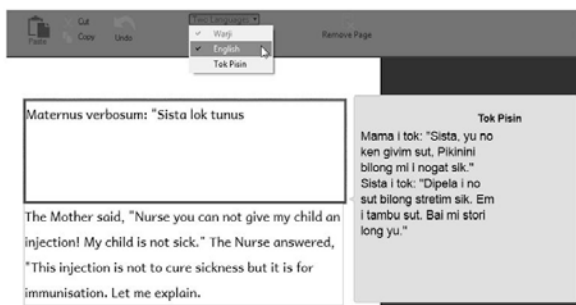 Paste
Cut
Copy
Undo
Two Languages
Remove Page
Warji
English
Tok Pisin
Maternus verbosum: "Sista lok tunus
The Mother said, "Nurse you can not give my child an
injection! My child is not sick." The Nurse answered,
"This injection is not to cure sickness but it is for
immunisation. Let me explain.
Tok Pisin
Mama i tok: "Sista, yu no
ken givim sut, Pikinini
bilong mi i nogat sik."
Sista i tok: "Dipela i no
sut bilong stretim sik. Em
i tambu sut. Bai mi stori
long yu."